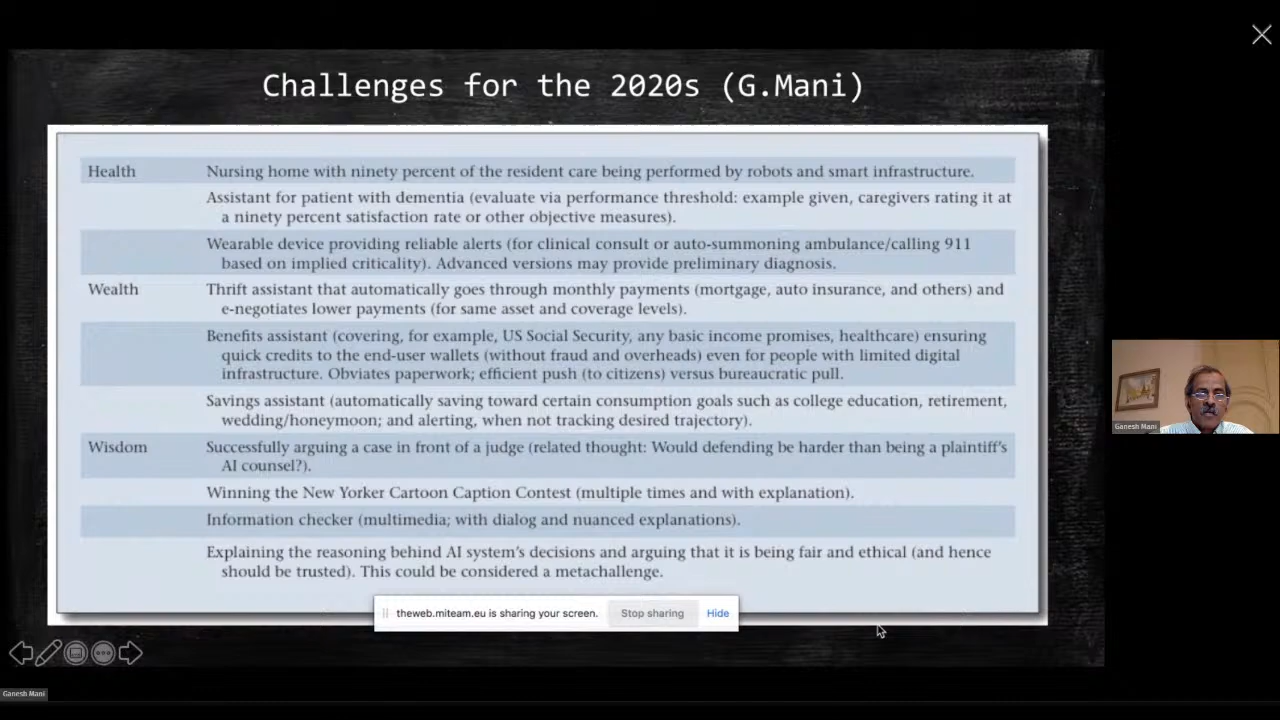 Challenges for the 2020s (G.Mani)
Health
Nursing home with ninety percent of the resident care being performed by robots and smart infrastructure.
Assistant for patient with dementia (evaluate via performance threshold: example given, caregivers rating it at
a ninety percent satisfaction rate or other objective measures).
Wearable device providing reliable alerts (for clinical consult or auto-summoning ambulance/calling 911
based on implied criticality). Advanced versions may provide preliminary diagnosis.
Wealth
Thrift assistant that automatically goes through monthly payments (mortgage, auto insurance, and others) and
e-negotiates lower payments (for same asset and coverage levels).
Benefits assistant (covering, for example, US Social Security, any basic income promises, healthcare) ensuring
quick credits to the end-user wallets (without fraud and overheads) even for people with limited digital
infrastructure. Obviates paperwork; efficient push (to citizens) versus bureaucratic pull.
Savings assistant (automatically saving toward certain consumption goals such as college education, retirement,
wedding/honeymoon; and alerting, when not tracking desired trajectory).
Wisdom
Successfully arguing a case in front of a judge (related thought: Would defending be harder than being a plaintiff's
AI counsel?).
Winning the New Yorker Cartoon Caption Contest (multiple times and with explanation).
Information checker (multimedia; with dialog and nuanced explanations).
Explaining the reasoning behind AI system's decisions and arguing that it is being fair and ethical (and hence
should be trusted). This could be considered a metachallenge.
theweb.miteam.eu is sharing your screen.
Stop sharing
Hide
Ganesh Mani
Ganesh Mani